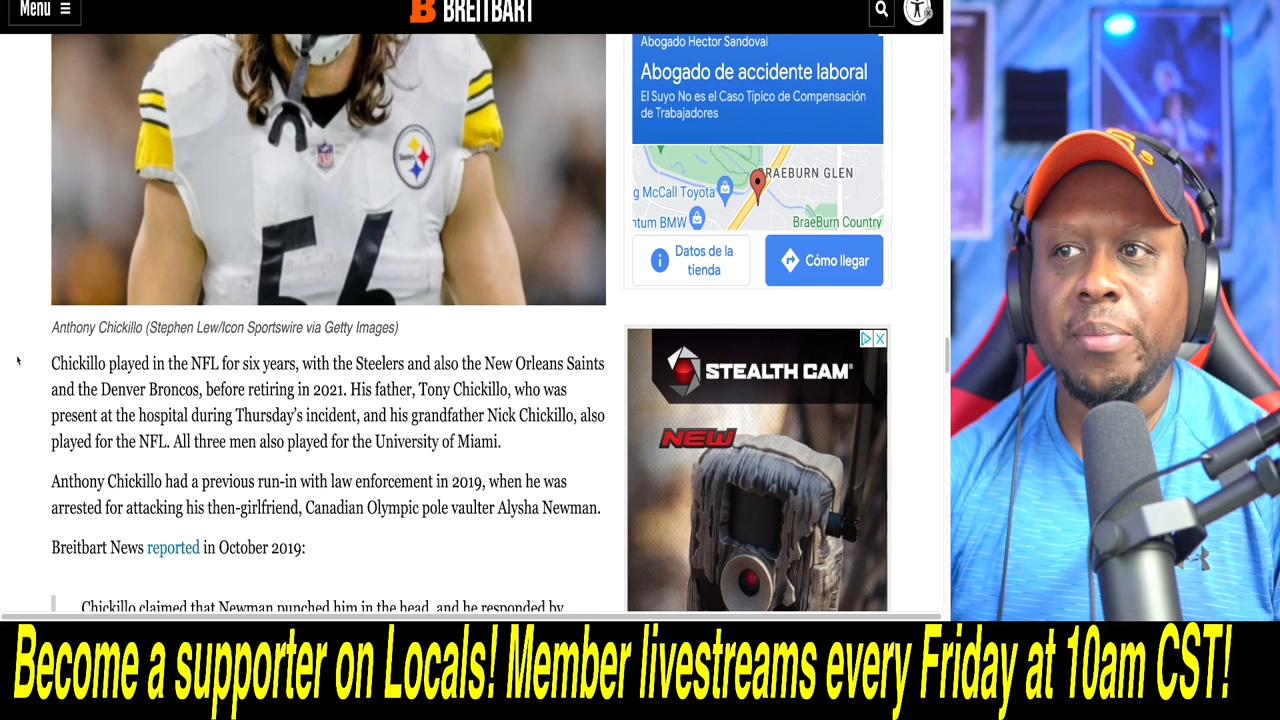 Menu
B BREITBART
NFL
Steelers
56
Anthony Chickillo (Stephen Lew/Icon Sportswire via Getty Images)
Chickillo played in the NFL for six years, with the Steelers and also the New Orleans Saints
and the Denver Broncos, before retiring in 2021. His father, Tony Chickillo, who was
present at the hospital during Thursday's incident, and his grandfather Nick Chickillo, also
played for the NFL. All three men also played for the University of Miami.
Anthony Chickillo had a previous run-in with law enforcement in 2019, when he was
arrested for attacking his then-girlfriend, Canadian Olympic pole vaulter Alysha Newman.
Breitbart News reported in October 2019:
Chickillo claimed that Newman punched him in the head, and he responded by
Abogado Hector Sandoval
Abogado de accidente laboral
El Suyo No es el Caso Típico de Compensación
de Trabajadores
BRAEBURN GLEN
g McCall Toyota
ntum BMW
BraeBurn Country
Datos de la
tienda
Cómo llegar
STEALTH CAM
NEW
Become a supporter on Locals! Member livestreams every Friday at 10am CST!